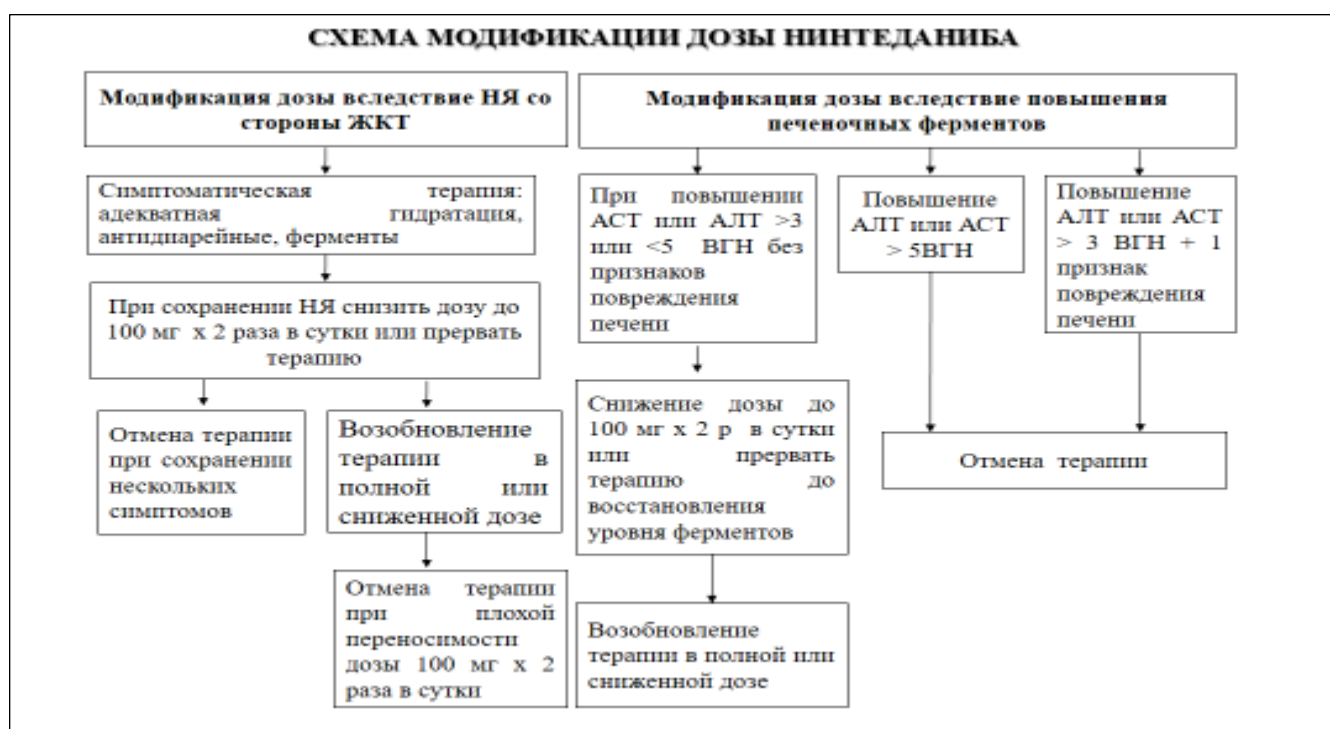 СХЕМА МОДИФИКАЦИИ ДОЗЫ НИНТЕДАНИБА
Модификация дозы вследствие НЯ со
стороны ЖКТ
Симптоматическая терапия:
адекватная гидратация,
антидиарейные, ферменты
При сохранении НЯ снизить дозу до
100 мг х 2 раза в сутки или прервать
терапию
Отмена терапии
при сохранении
нескольких
симптомов
Возобновление
терапии в
полной или
сниженной дозе
Отмена терапии
при плохой
переносимости
дозы 100 мг х 2
раза в сутки
Модификация дозы вследствие повышения
печеночных ферментов
При повышении
АСТ или АЛТ >3
или <5 ВГН без
признаков
повреждения
печени
Снижение дозы до
100 мг х 2 р в сутки
или прервать
терапию до
восстановления
уровня ферментов
Возобновление
терапии в полной или
сниженной дозе
Повышение
АЛТ или АСТ
> 5ВГН
Повышение
АЛТ или АСТ
> 3 ВГН + 1
признак
повреждения
печени
Отмена терапии